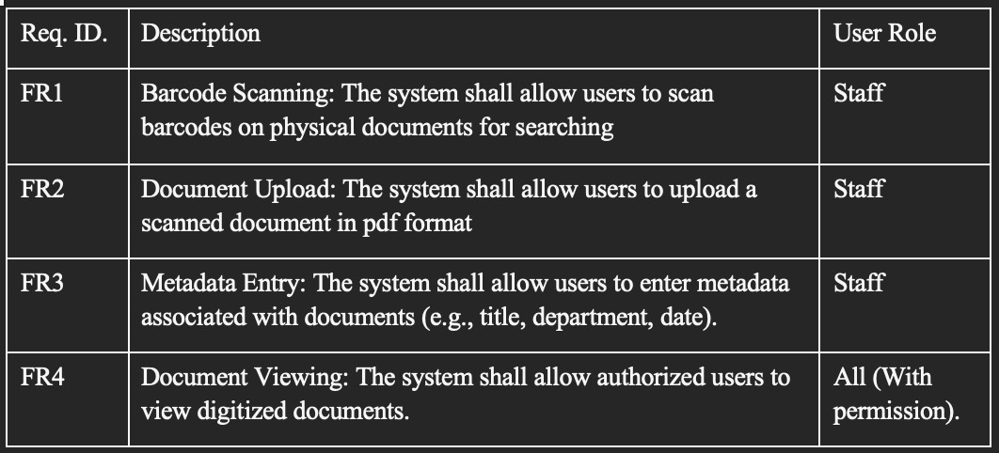 Req. ID. Description User Role
FR1 Barcode Scanning: The system shall allow users to scan Staff
barcodes on physical documents for searching
FR2 Document Upload: The system shall allow users to upload a Staff
scanned document in pdf format
FR3 Metadata Entry: The system shall allow users to enter metadata Staff
associated with documents (e.g., title, department, date).
FR4 Document Viewing: The system shall allow authorized users to All (With
view digitized documents. permission).